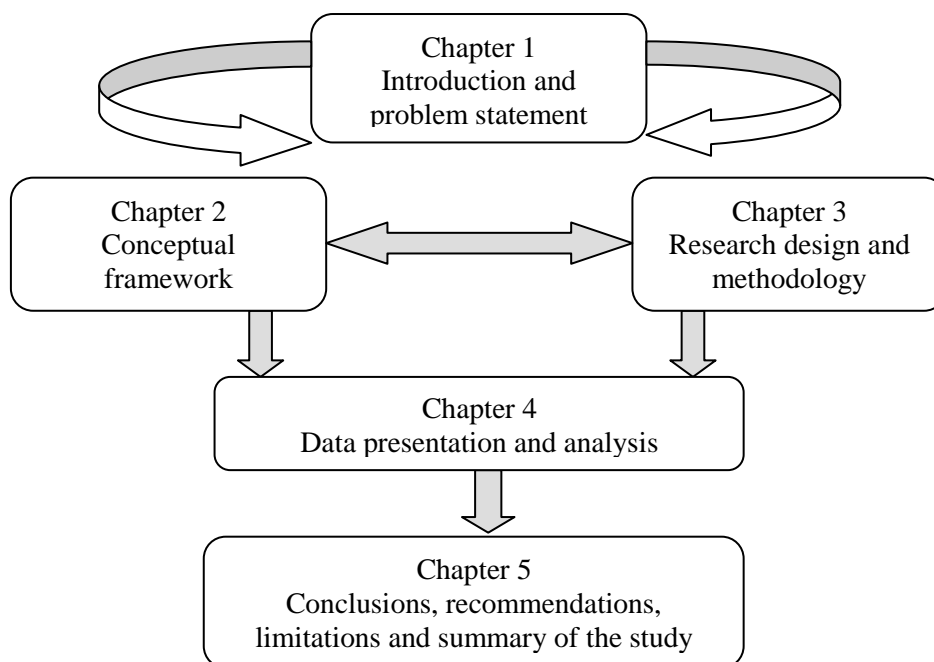 Chapter 1
Introduction and
problem statement
Chapter 2
Conceptual
framework
Chapter 3
Research design and
methodology
Chapter 4
Data presentation and analysis
Chapter 5
Conclusions, recommendations,
limitations and summary of the study